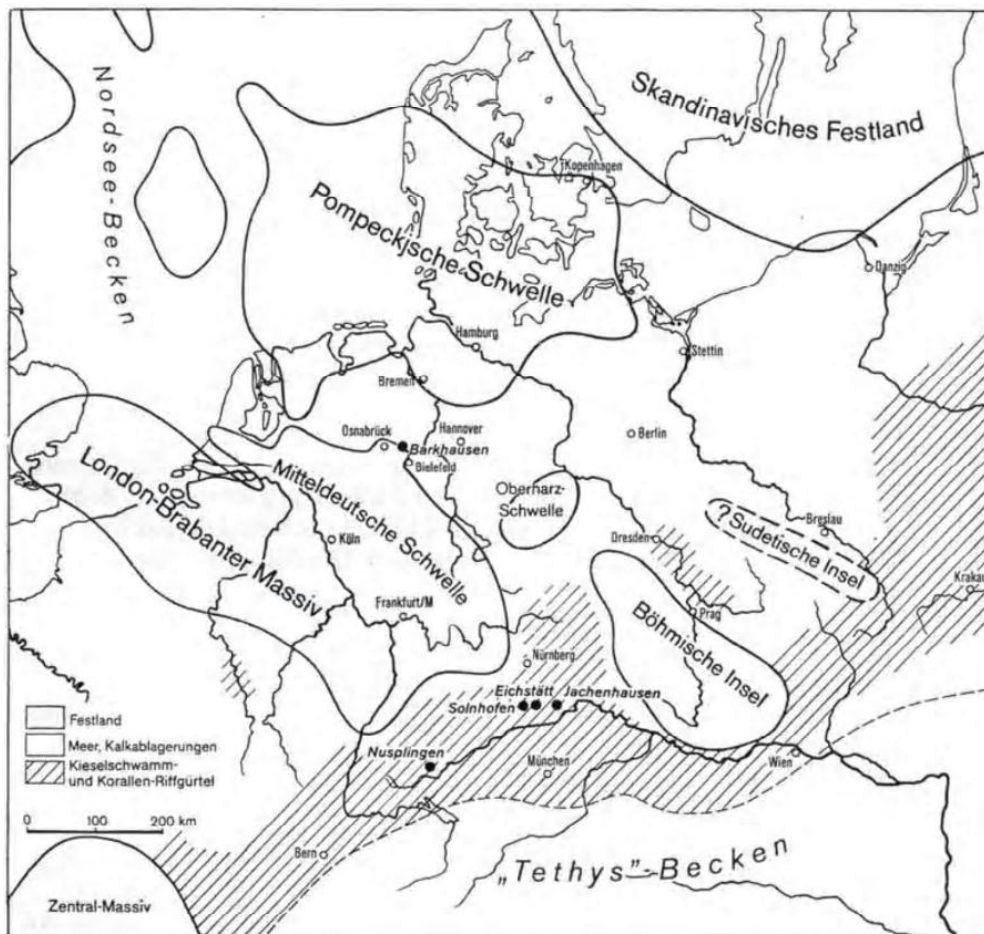 Nordsee-Becken
Skandinavisches Festland
Kopenhagen
Pompeckjsche-Schwelle
Danzig
Hamburg
Stettin
Bremen
Osnabrück
Hannover
Berlin
Barkhausen
Bielefeld
London-Brabanter Massiv
Mitteldeutsche Schwelle
Oberharz-
Schwelle
Breslau
? Sudetische Insel
Köln
Dresden
Krakau
Frankfurt/M
Prag
Böhmische Insel
Nürnberg
Eichstätt
Jachenhausen
Solnhofen
Festland
Meer, Kalkablagerungen
Kieselschwamm-
und Korallen-Riffgürtel
Nusplingen
München
Wien
0 100 200 km
Bern
„Tethys”-Becken
Zentral-Massiv